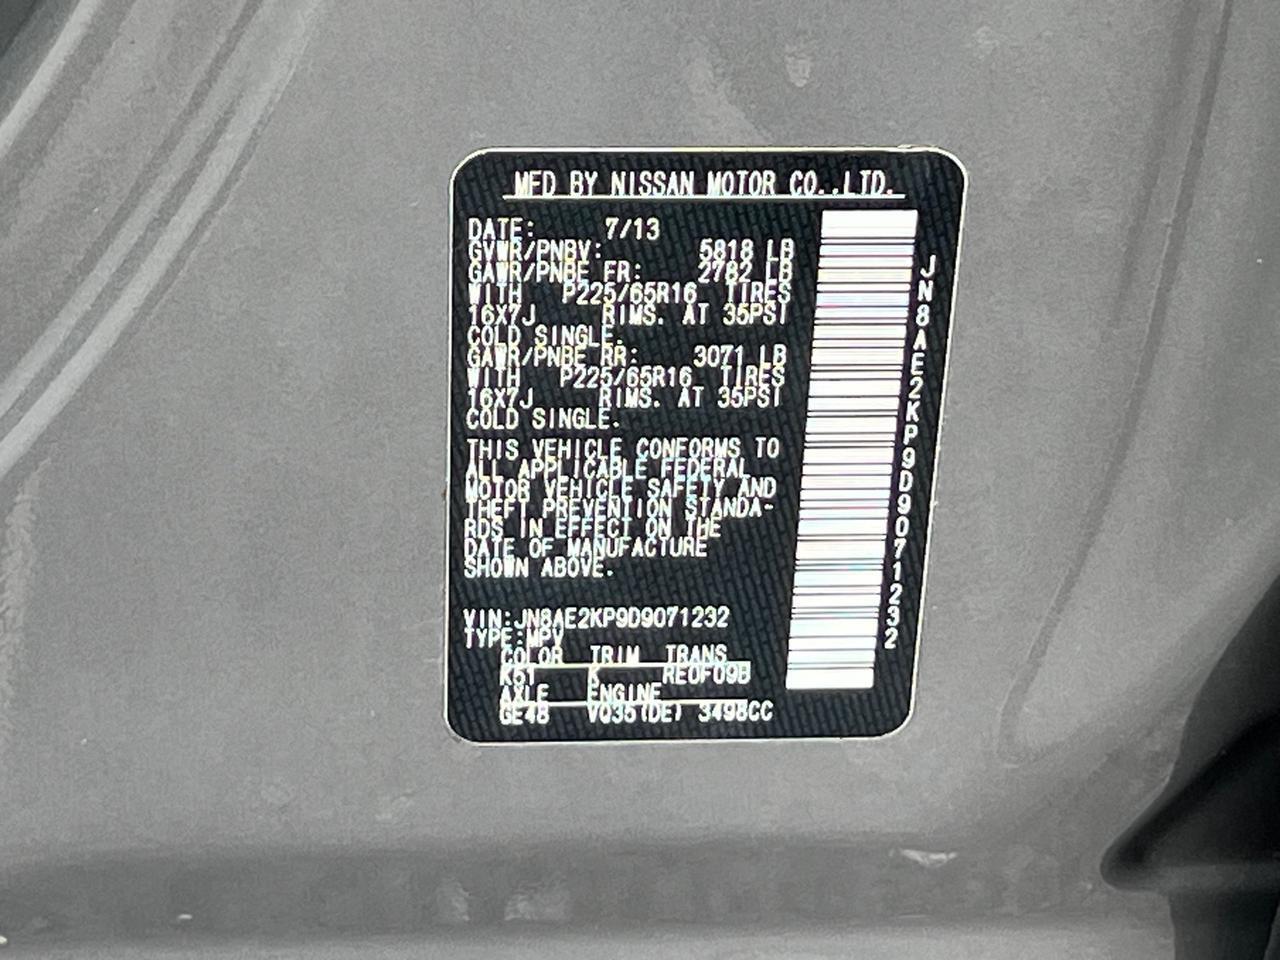 MFD BY NISSAN MOTOR CO.,LTD.
DATE: 7/13
GVWR/PNBV: 5818 LB
GAWR/PNBE FR: 2782 LB
WITH P225/65R16 TIRES
16X7J RIMS. AT 35PSI
COLD SINGLE.
GAWR/PNBE RR: 3071 LB
WITH P225/65R16 TIRES
16X7J RIMS. AT 35PSI
COLD SINGLE.
THIS VEHICLE CONFORMS TO
ALL APPLICABLE FEDERAL
MOTOR VEHICLE SAFETY AND
THEFT PREVENTION STANDA-
RDS IN EFFECT ON THE
DATE OF MANUFACTURE
SHOWN ABOVE.
VIN:JN8AE2KP9D9071232
TYPE:MPV
COLOR TRIM TRANS
K51 K RE0F09B
AXLE ENGINE
GE48 VQ35(DE) 3498CC
JN8AE2KP9D9071232